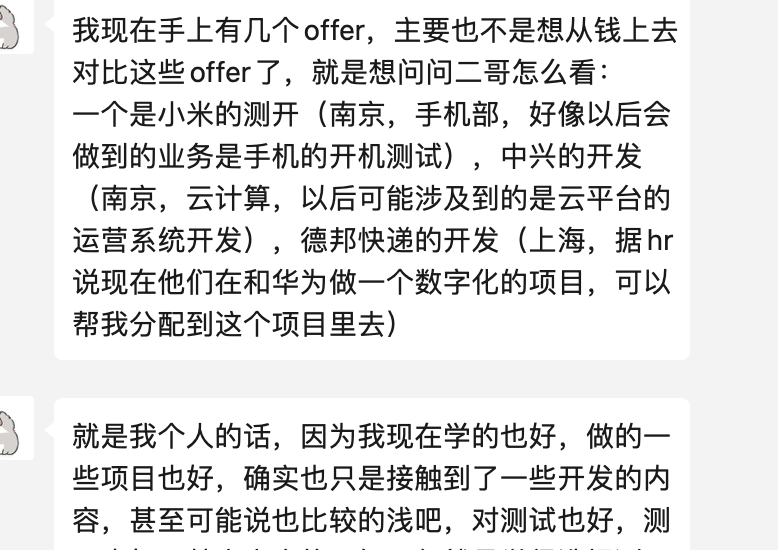 我现在手上有几个offer，主要也不是想从钱上去
对比这些offer了，就是想问问二哥怎么看：
一个是小米的测开（南京，手机部，好像以后会
做到的业务是手机的开机测试），中兴的开发
（南京，云计算，以后可能涉及到的是云平台的
运营系统开发），德邦快递的开发（上海，据hr
说现在他们在和华为做一个数字化的项目，可以
帮我分配到这个项目里去）
就是我个人的话，因为我现在学的也好，做的一
些项目也好，确实也只是接触到了一些开发的内
容，甚至可能说也比较的浅吧，对测试也好，测